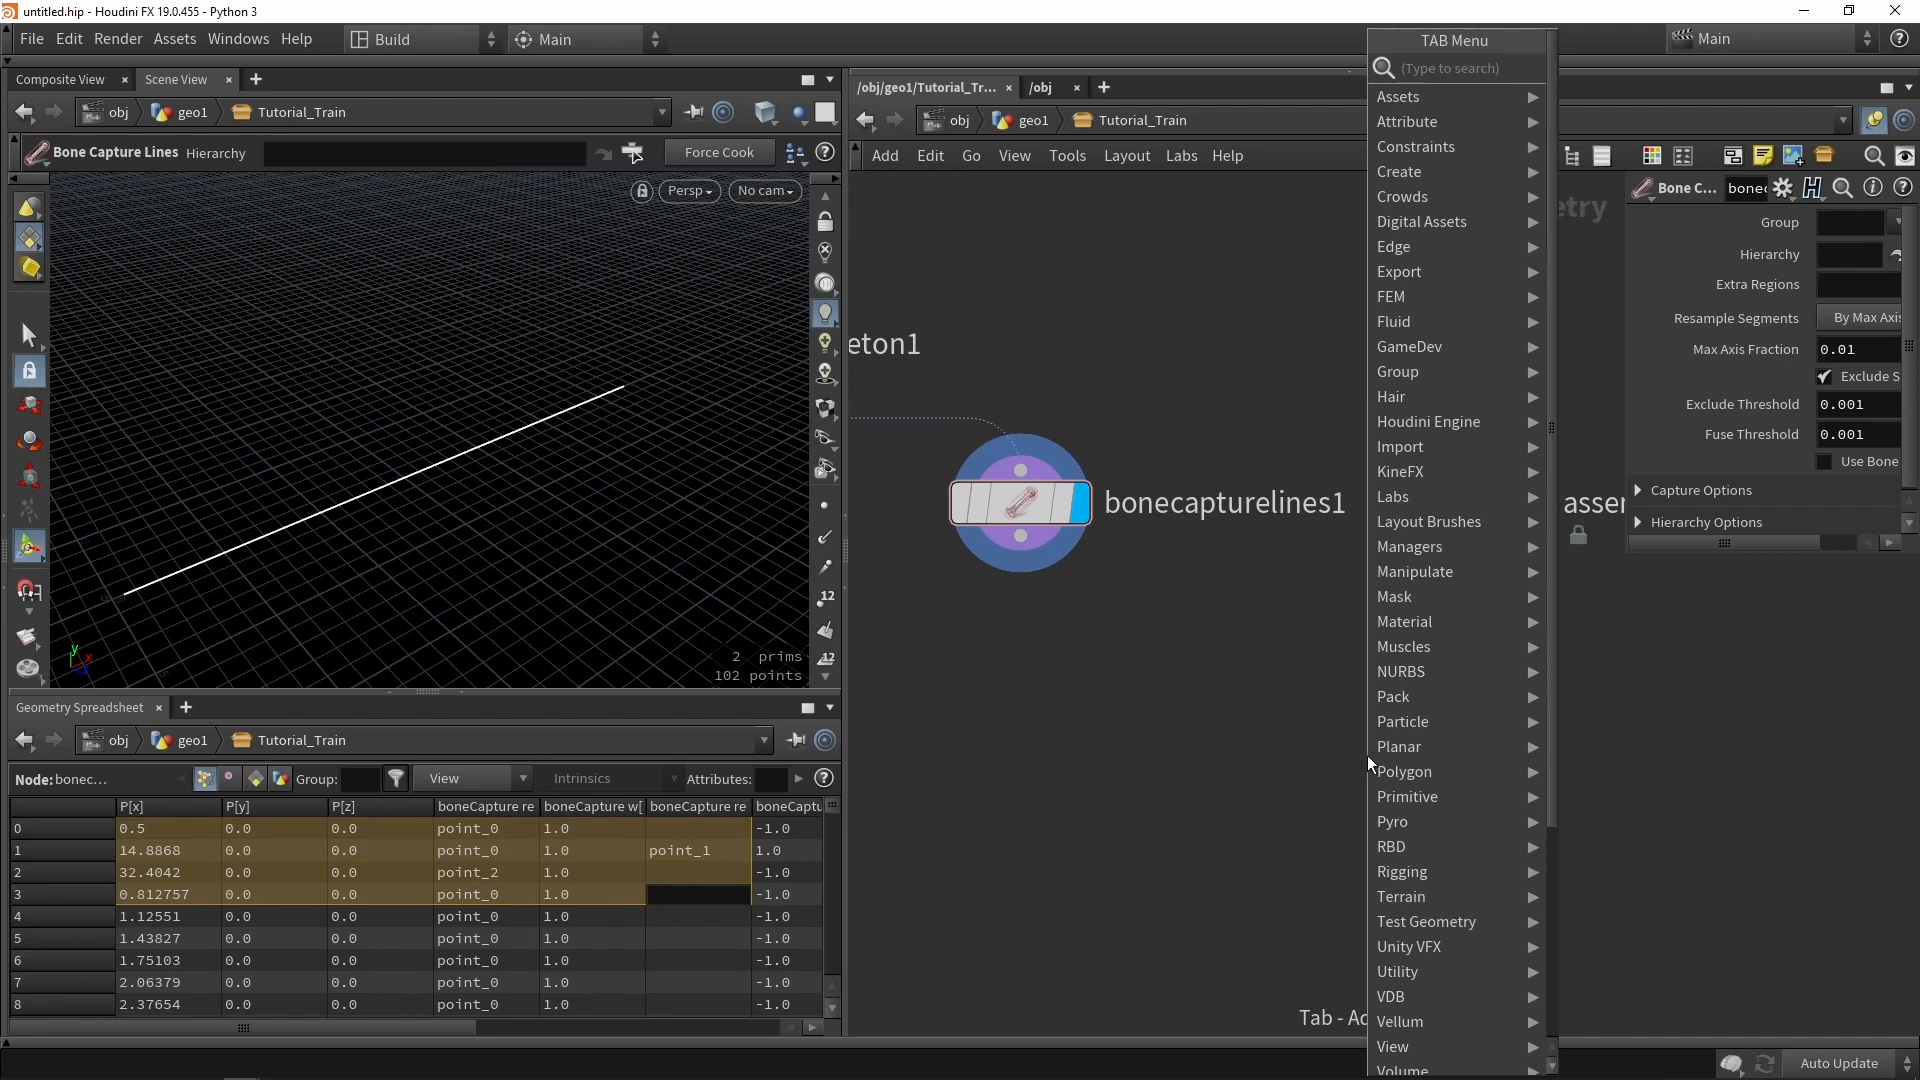 untitled.hip - Houdini FX 19.0.455 - Python 3
File Edit Render Assets Windows Help Build Main Main
Composite View × Scene View × +
obj geo1 Tutorial_Train
Bone Capture Lines Hierarchy Force Cook
Persp No cam
2 prims
102 points
12
12
Geometry Spreadsheet × +
obj geo1 Tutorial_Train
Node: bonec... Group: View Intrinsics Attributes:
P[x] P[y] P[z] boneCapture re boneCapture w[ boneCapture re boneCaptu
0 0.5 0.0 0.0 point_0 1.0 -1.0
1 14.8868 0.0 0.0 point_0 1.0 point_1 1.0
2 32.4042 0.0 0.0 point_2 1.0 -1.0
3 0.812757 0.0 0.0 point_0 1.0 -1.0
4 1.12551 0.0 0.0 point_0 1.0 -1.0
5 1.43827 0.0 0.0 point_0 1.0 -1.0
6 1.75103 0.0 0.0 point_0 1.0 -1.0
7 2.06379 0.0 0.0 point_0 1.0 -1.0
8 2.37654 0.0 0.0 point_0 1.0 -1.0
/obj/geo1/Tutorial_Tr... × /obj × +
obj geo1 Tutorial_Train
Add Edit Go View Tools Layout Labs Help
eton1
bonecapturelines1
Tab - Ad
TAB Menu
(Type to search)
Assets
Attribute
Constraints
Create
Crowds
Digital Assets
Edge
Export
FEM
Fluid
GameDev
Group
Hair
Houdini Engine
Import
KineFX
Labs
Layout Brushes
Managers
Manipulate
Mask
Material
Muscles
NURBS
Pack
Particle
Planar
Polygon
Primitive
Pyro
RBD
Rigging
Terrain
Test Geometry
Unity VFX
Utility
VDB
Vellum
View
Volume
etry
asser
Bone C... bonec
Group
Hierarchy
Extra Regions
Resample Segments By Max Axis
Max Axis Fraction 0.01
Exclude S
Exclude Threshold 0.001
Fuse Threshold 0.001
Use Bone
Capture Options
Hierarchy Options
Auto Update